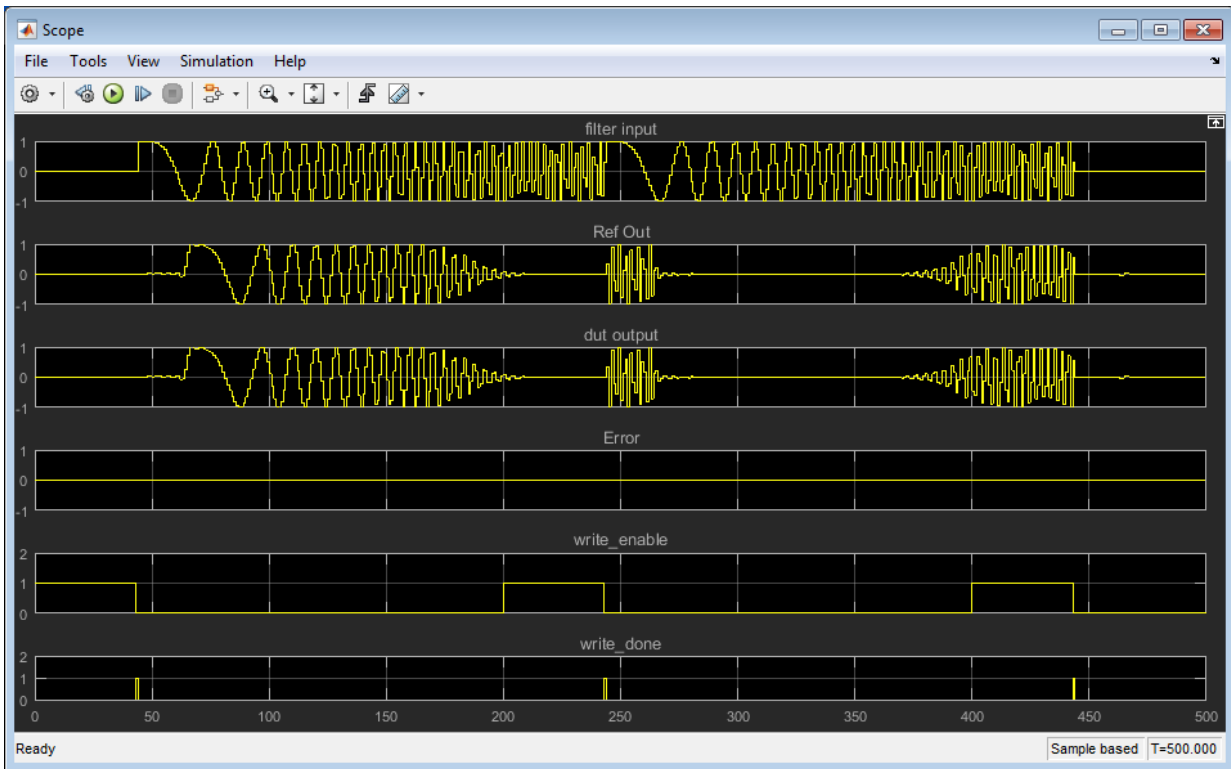 Scope
File Tools View Simulation Help
filter input
1
0
-1
Ref Out
1
0
-1
dut output
1
0
-1
Error
1
0
-1
write_enable
2
1
0
write_done
2
1
0
0 50 100 150 200 250 300 350 400 450 500
Ready Sample based T=500.000